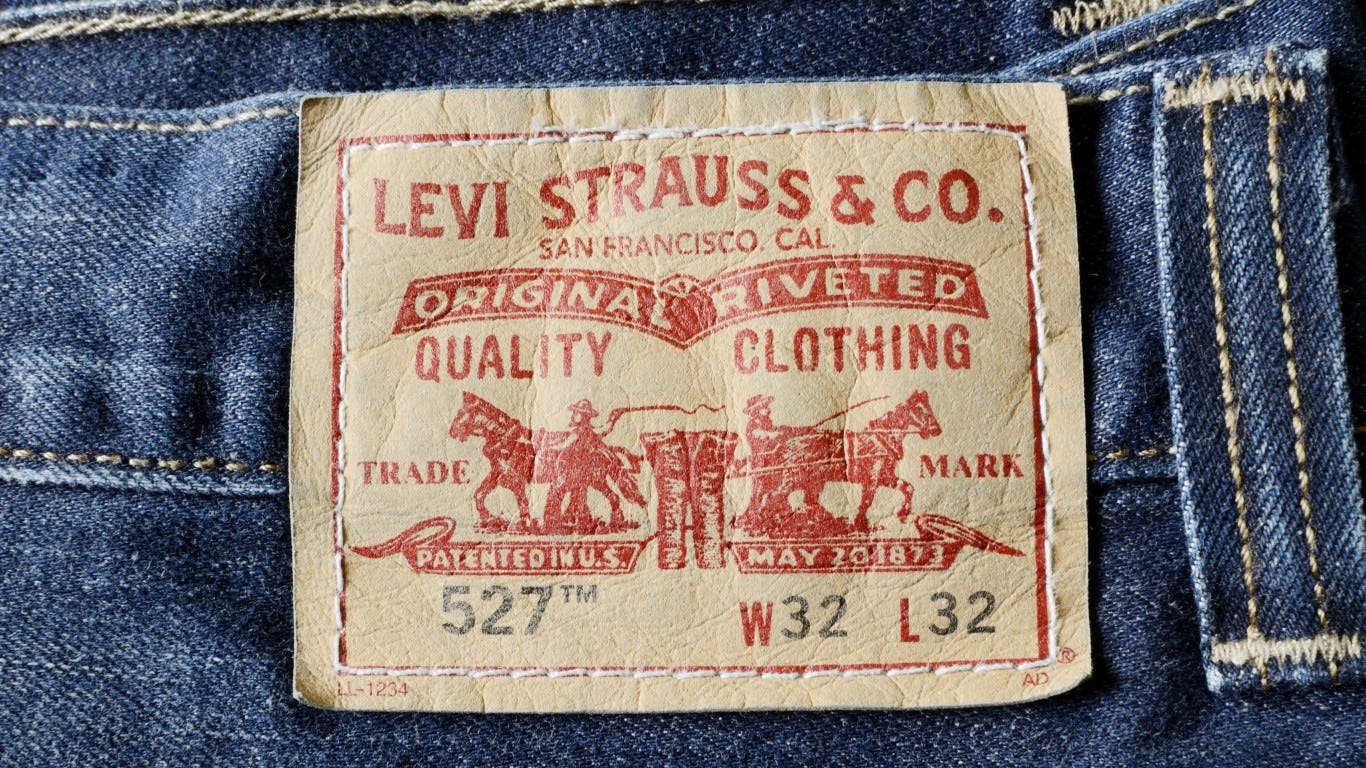 LEVI STRAUSS & CO.
SAN FRANCISCO. CAL.
ORIGINAL RIVETED
QUALITY CLOTHING
TRADE MARK
PATENTED IN U.S. MAY 20 1873
527™ W32 L32
®
LL-1234 AD